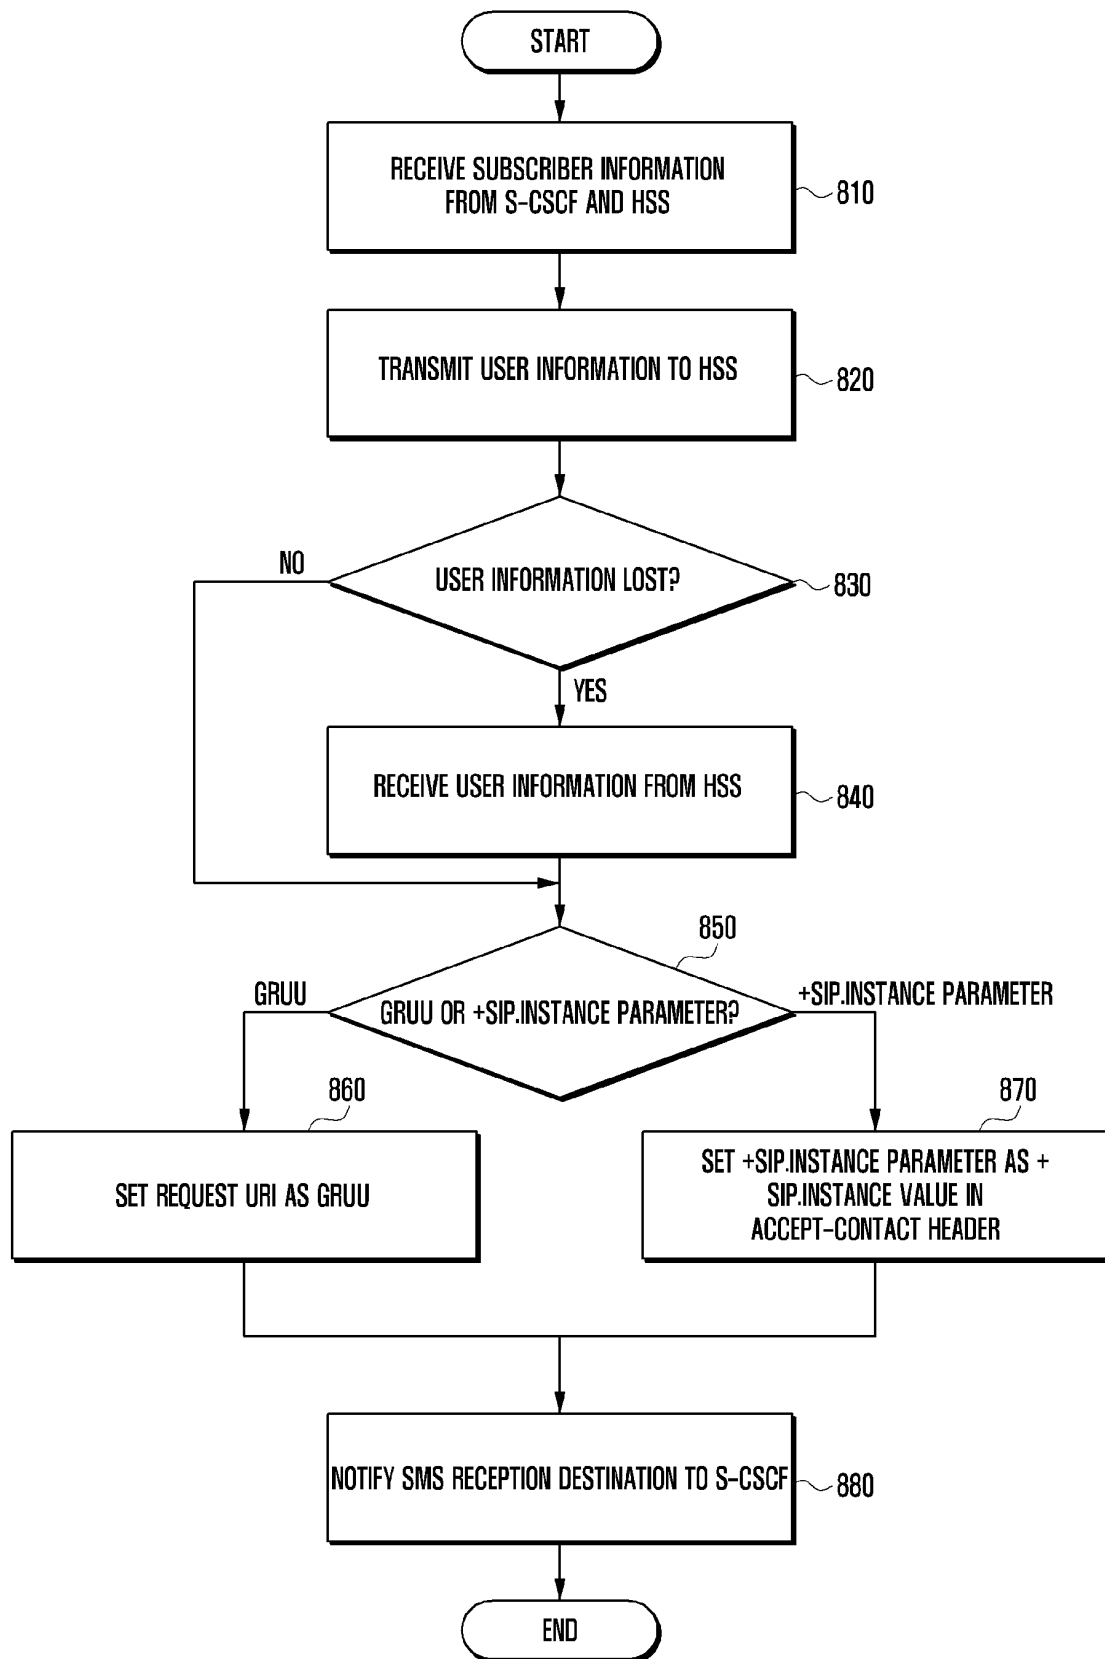 START
RECEIVE SUBSCRIBER INFORMATION
FROM S-CSCF AND HSS
810
TRANSMIT USER INFORMATION TO HSS
820
NO
USER INFORMATION LOST?
830
YES
RECEIVE USER INFORMATION FROM HSS
840
850
GRUU
GRUU OR +SIP.INSTANCE PARAMETER?
+SIP.INSTANCE PARAMETER
860
870
SET REQUEST URI AS GRUU
SET +SIP.INSTANCE PARAMETER AS +
SIP.INSTANCE VALUE IN
ACCEPT-CONTACT HEADER
NOTIFY SMS RECEPTION DESTINATION TO S-CSCF
880
END